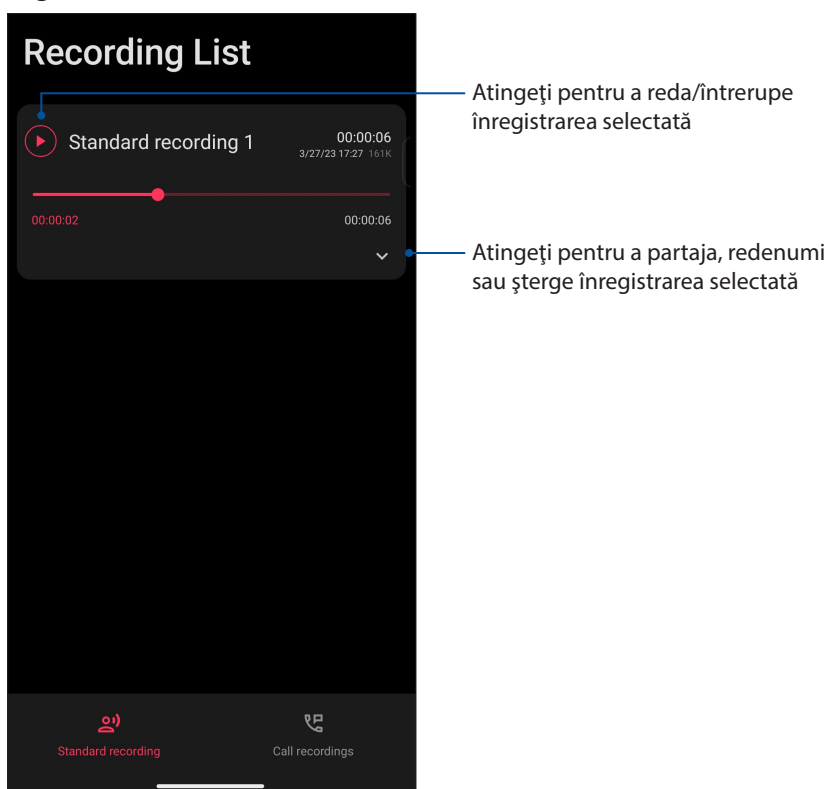 Recording List
Atingeţi pentru a reda/întrerupe
înregistrarea selectată
Standard recording 1
00:00:06
3/27/23 17:27 161K
00:00:02
00:00:06
Atingeţi pentru a partaja, redenumi
sau şterge înregistrarea selectată
Standard recording
Call recordings